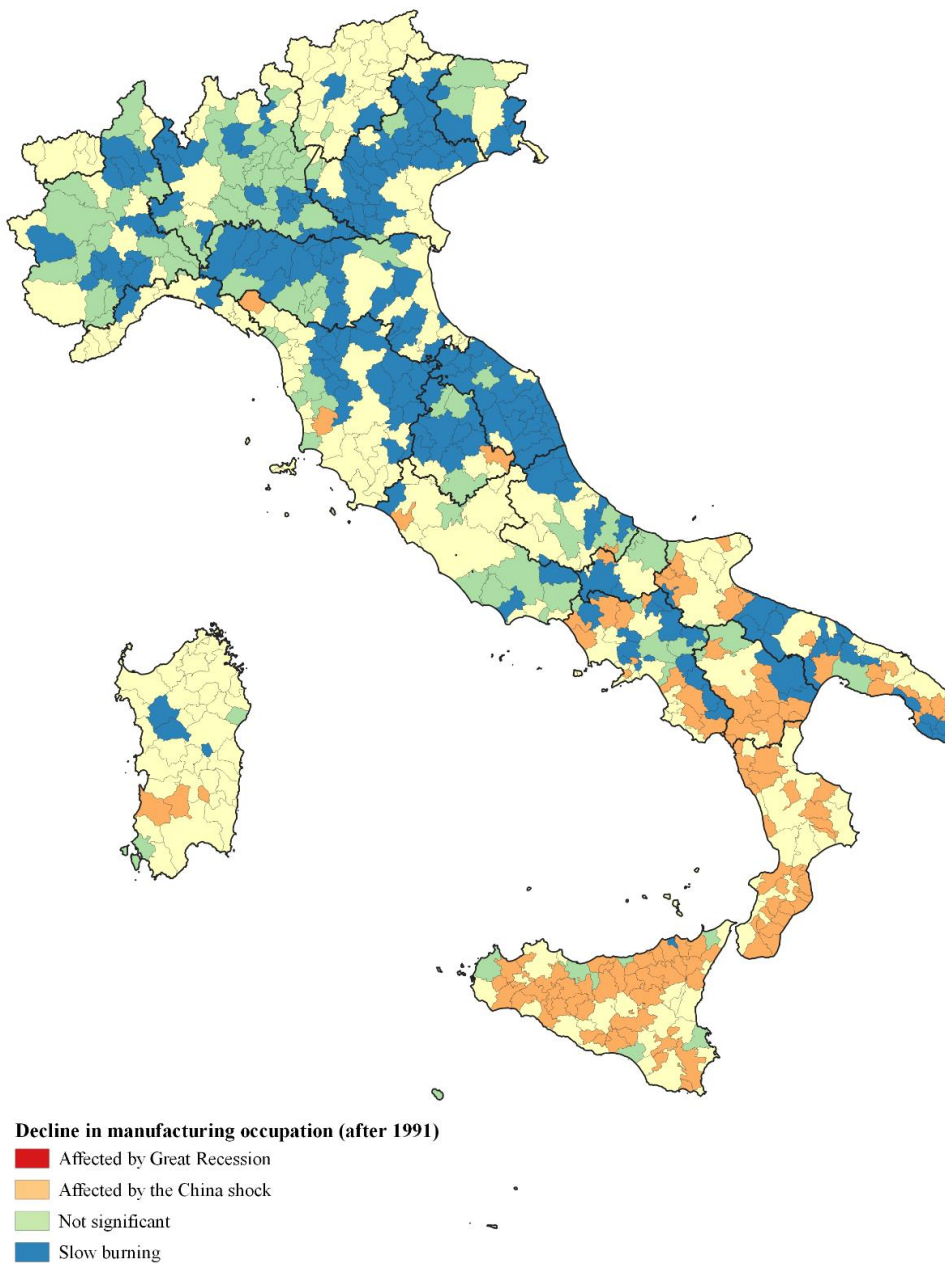 Decline in manufacturing occupation (after 1991)
Affected by Great Recession
Affected by the China shock
Not significant
Slow burning